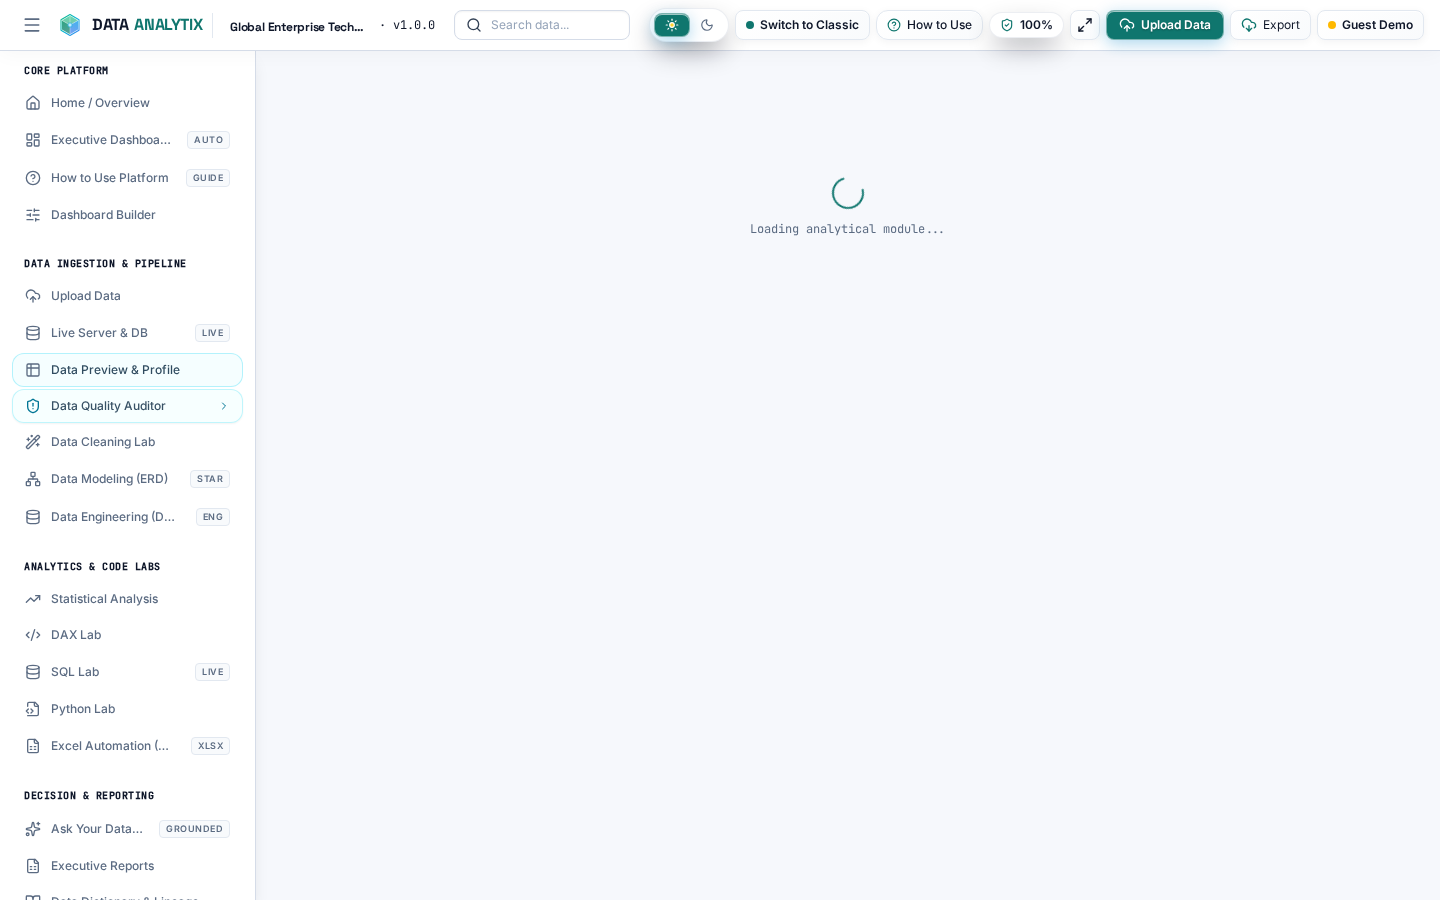 DATA ANALYTIX
Global Enterprise Tech...
· v1.0.0
Search data...
Switch to Classic
How to Use
100%
Upload Data
Export
Guest Demo
CORE PLATFORM
Home / Overview
Executive Dashboa... AUTO
How to Use Platform GUIDE
Dashboard Builder
DATA INGESTION & PIPELINE
Upload Data
Live Server & DB LIVE
Data Preview & Profile
Data Quality Auditor
Data Cleaning Lab
Data Modeling (ERD) STAR
Data Engineering (D... ENG
ANALYTICS & CODE LABS
Statistical Analysis
DAX Lab
SQL Lab LIVE
Python Lab
Excel Automation (... XLSX
DECISION & REPORTING
Ask Your Data... GROUNDED
Executive Reports
Data Dictionary & Lineage
Loading analytical module...